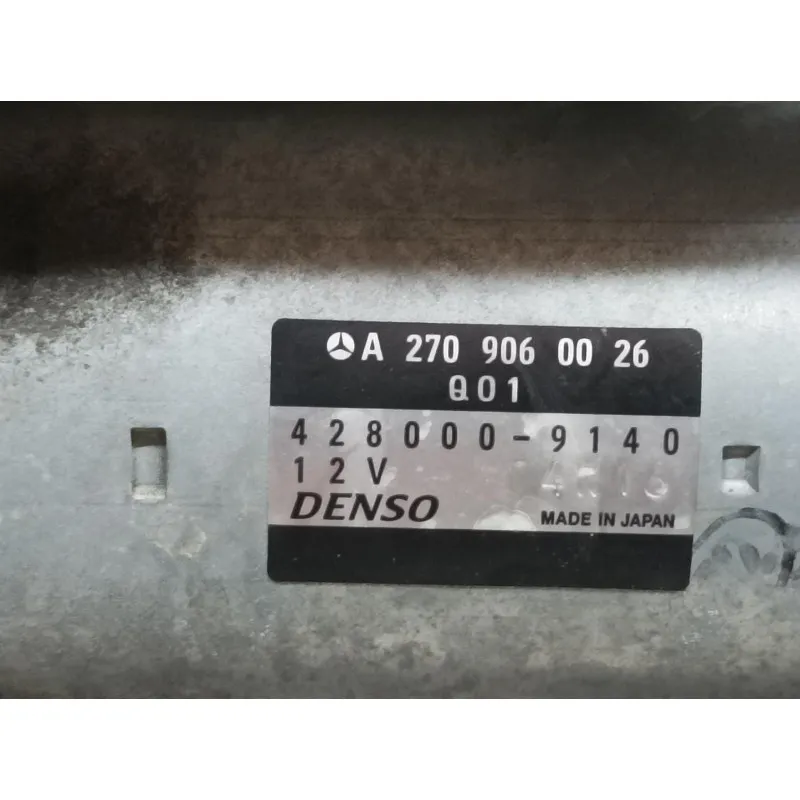 A 270 906 00 26
Q01
428000-9140
12V
DENSO
MADE IN JAPAN